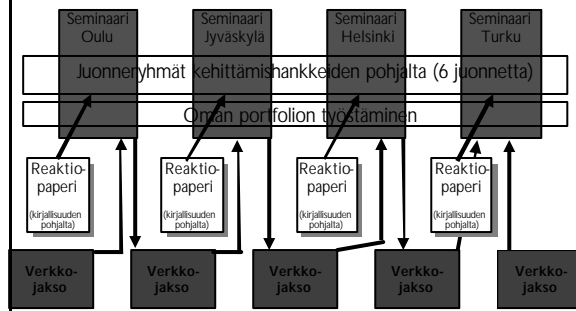 Seminaari
Oulu
Seminaari
Jyväskylä
Seminaari
Helsinki
Seminaari
Turku
Juonneryhmät kehittämishankkeiden pohjalta (6 juonnetta)
Oman portfolion työstäminen
Reaktio-
paperi
(kirjallisuuden
pohjalta)
Reaktio-
paperi
(kirjallisuuden
pohjalta)
Reaktio-
paperi
(kirjallisuuden
pohjalta)
Reaktio-
paperi
(kirjallisuuden
pohjalta)
Verkko-
jakso
Verkko-
jakso
Verkko-
jakso
Verkko-
jakso
Verkko-
jakso